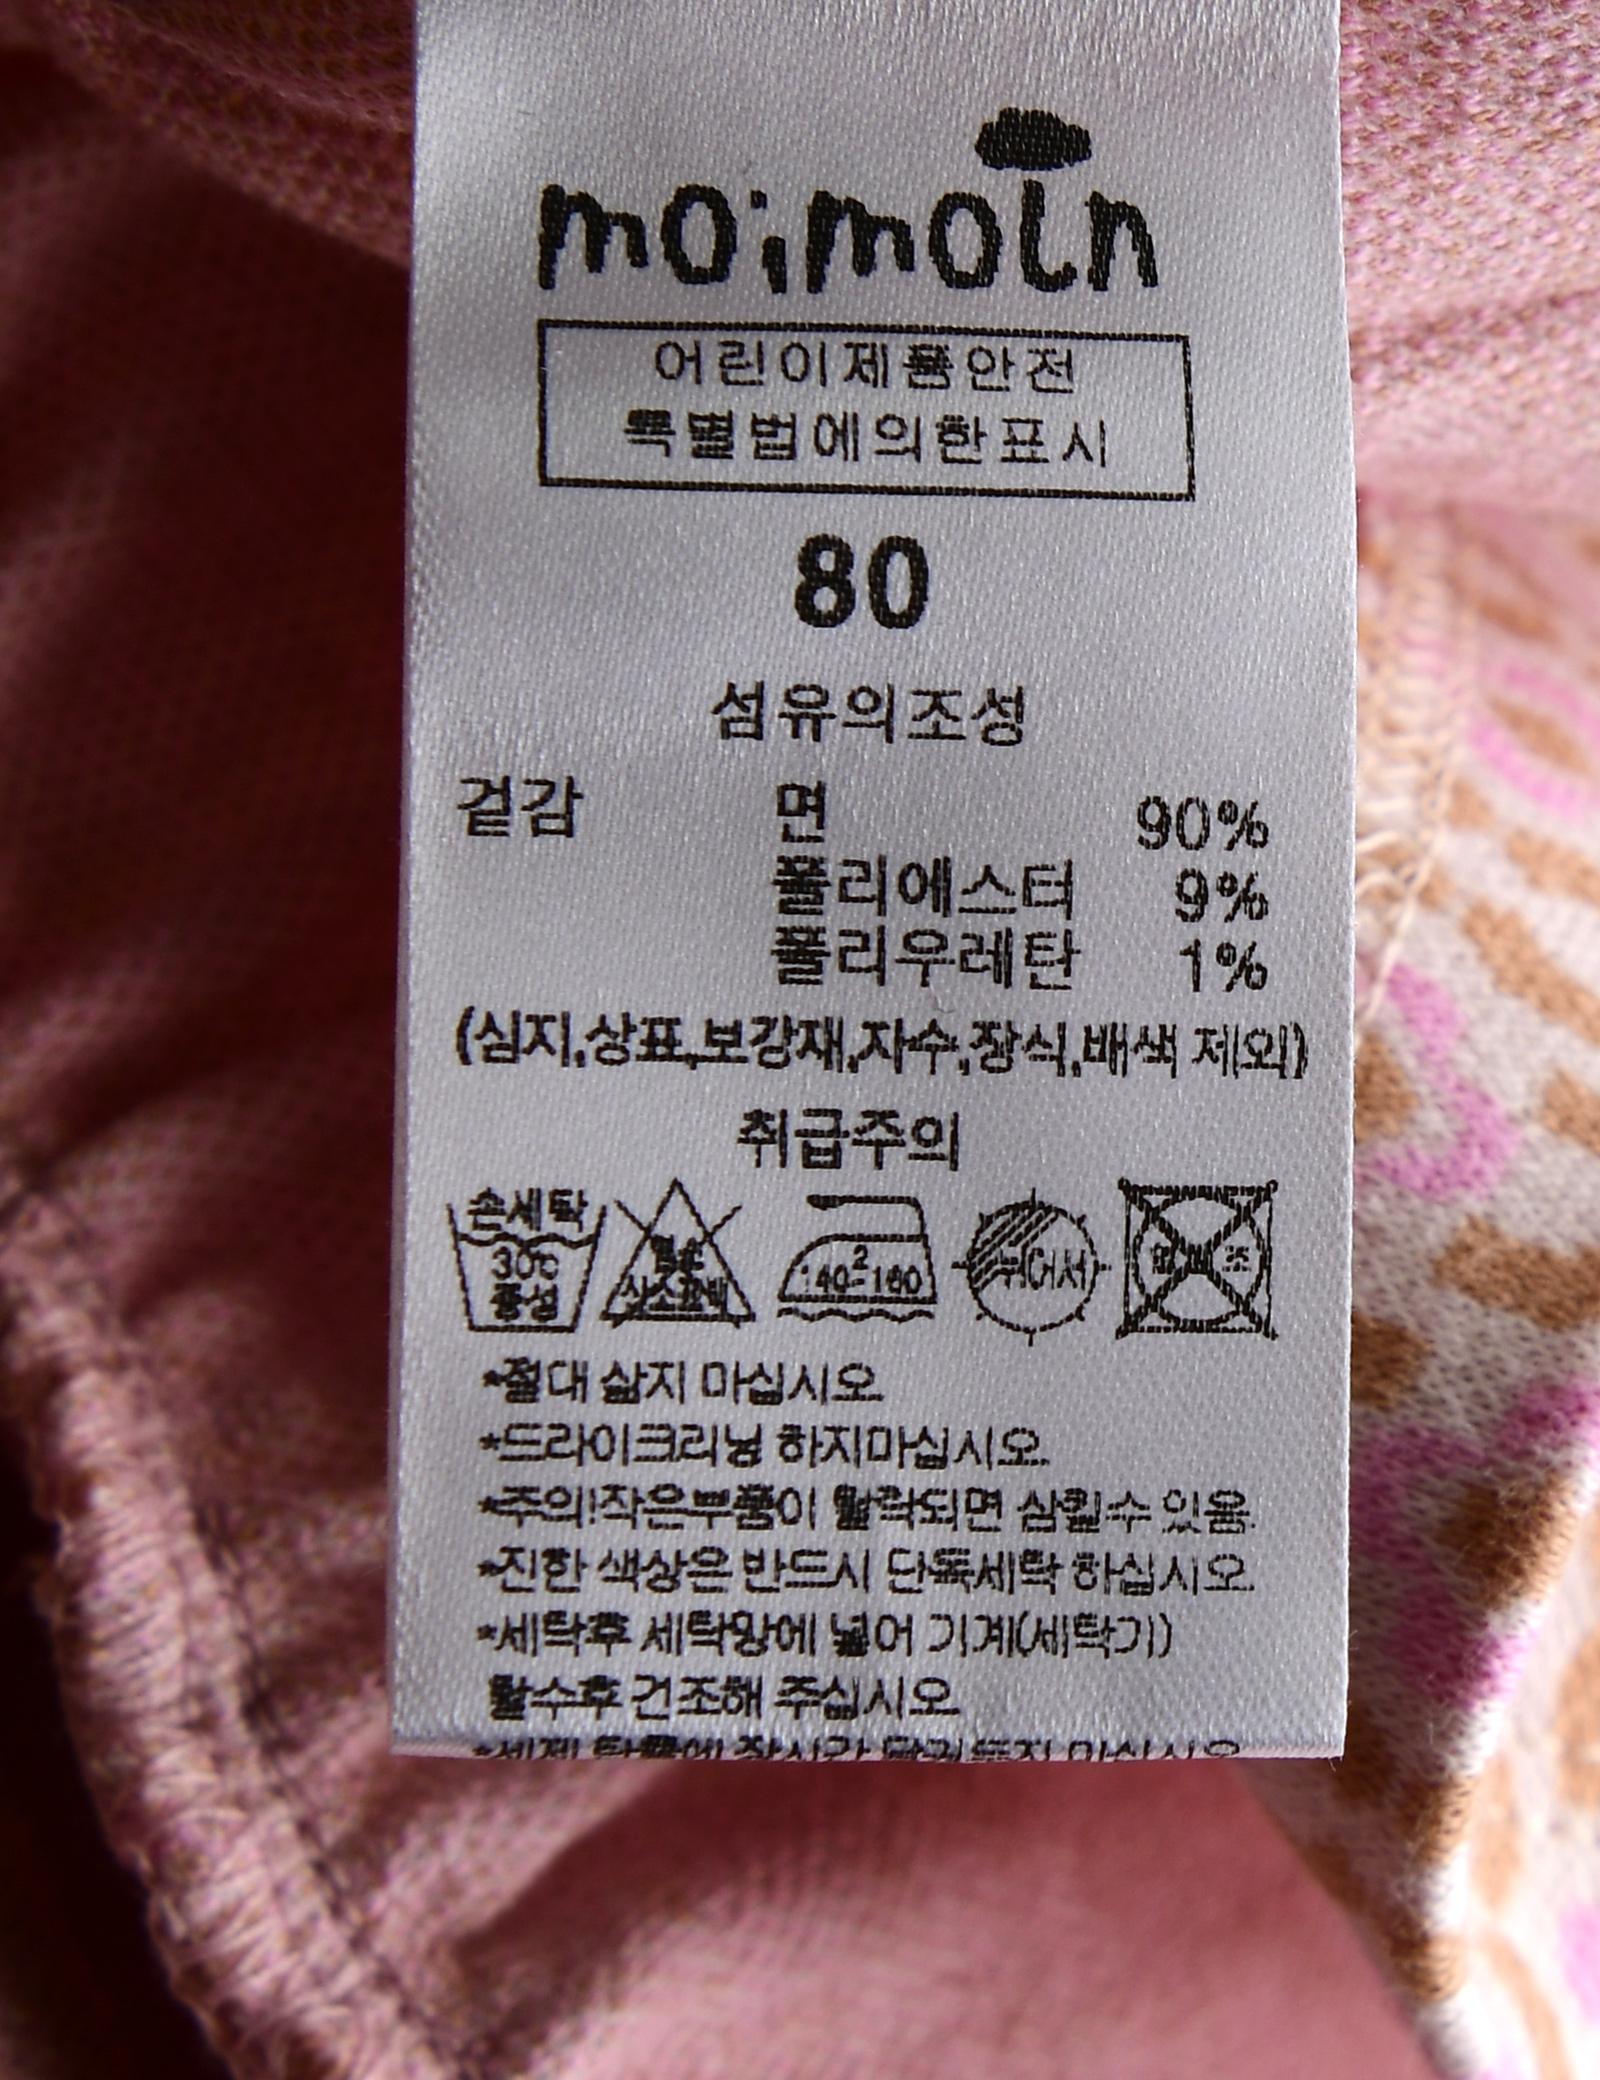 moimoln
어린이제품안전
특별법에의한표시
80
섬유의조성
겉감 면 90%
폴리에스터 9%
폴리우레탄 1%
(심지,상표,보강재,자수,장식,배색 제외)
취급주의
손세탁
30℃
중성
염소
산소표백
2
140-160
뉘어서
*절대 삶지 마십시오.
*드라이크리닝 하지마십시오.
*주의!작은부품이 탈락되면 삼킬수 있음.
*진한 색상은 반드시 단독세탁 하십시오.
*세탁후 세탁망에 넣어 기계(세탁기)
탈수후 건조해 주십시오.